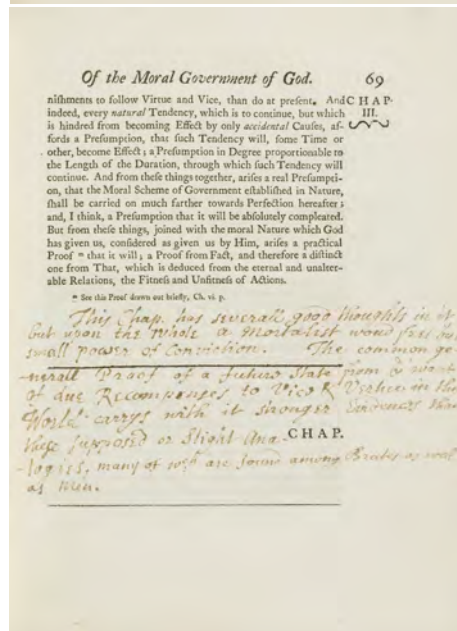 Of the Moral Government of God. 69
niſhments to follow Virtue and Vice, than do at preſent. And CHAP.
indeed, every natural Tendency, which is to continue, but which III.
is hindred from becoming Effect by only accidental Cauſes, af-
fords a Preſumption, that ſuch Tendency will, ſome Time or
other, become Effect; a Preſumption in Degree proportionable to
the Length of the Duration, through which ſuch Tendency will
continue. And from theſe things together, ariſes a real Preſumpti-
on, that the Moral Scheme of Government eſtabliſhed in Nature,
ſhall be carried on much farther towards Perfection hereafter;
and, I think, a Preſumption that it will be abſolutely compleated.
But from theſe things, joined with the moral Nature which God
has given us, conſidered as given us by Him, ariſes a practical
Proof that it will; a Proof from Fact, and therefore a diſtinct
one from That, which is deduced from the eternal and unalter-
able Relations, the Fitneſs and Unfitneſs of Actions.
See this Proof drawn out briefly, Ch. vi. p.
This Chap. has severall good thoughts in it
but upon the whole a Mortalist
small power of Conviction. The common ge-
-nerall Proof of a future State from want
of due Recompenses to Vice & Vertue in the
World carrys with it stronger Evidences than
these supposed or Slight Ana- CHAP.
-logies, many of are found among Brutes as well
as Men.